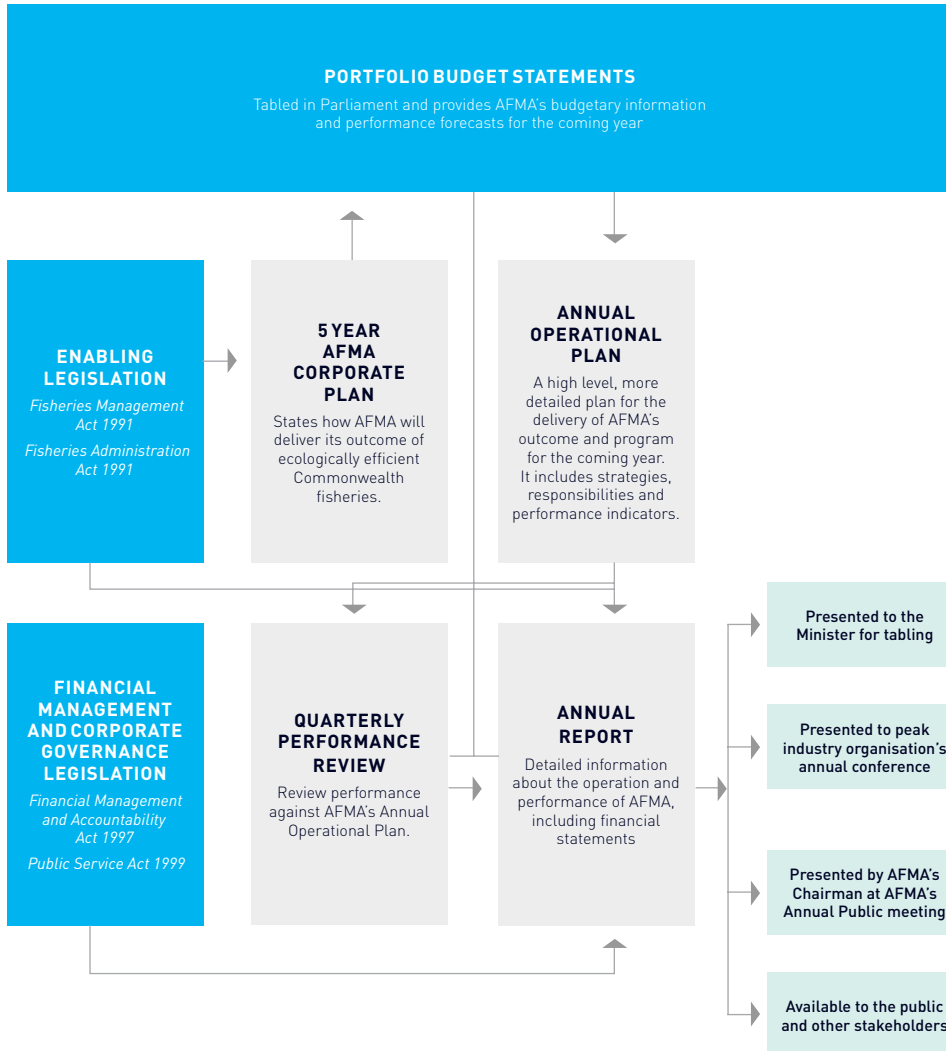 PORTFOLIO BUDGET STATEMENTS
Tabled in Parliament and provides AFMA's budgetary information
and performance forecasts for the coming year
ENABLING
LEGISLATION
Fisheries Management
Act 1991
Fisheries Administration
Act 1991
5 YEAR
AFMA
CORPORATE
PLAN
States how AFMA will
deliver its outcome of
ecologically efficient
Commonwealth
fisheries.
ANNUAL
OPERATIONAL
PLAN
A high level, more
detailed plan for the
delivery of AFMA's
outcome and program
for the coming year.
It includes strategies,
responsibilities and
performance indicators.
FINANCIAL
MANAGEMENT
AND CORPORATE
GOVERNANCE
LEGISLATION
Financial Management
and Accountability
Act 1997
Public Service Act 1999
QUARTERLY
PERFORMANCE
REVIEW
Review performance
against AFMA's Annual
Operational Plan.
ANNUAL
REPORT
Detailed information
about the operation and
performance of AFMA,
including financial
statements
Presented to the
Minister for tabling
Presented to peak
industry organisation's
annual conference
Presented by AFMA's
Chairman at AFMA's
Annual Public meeting
Available to the public
and other stakeholders